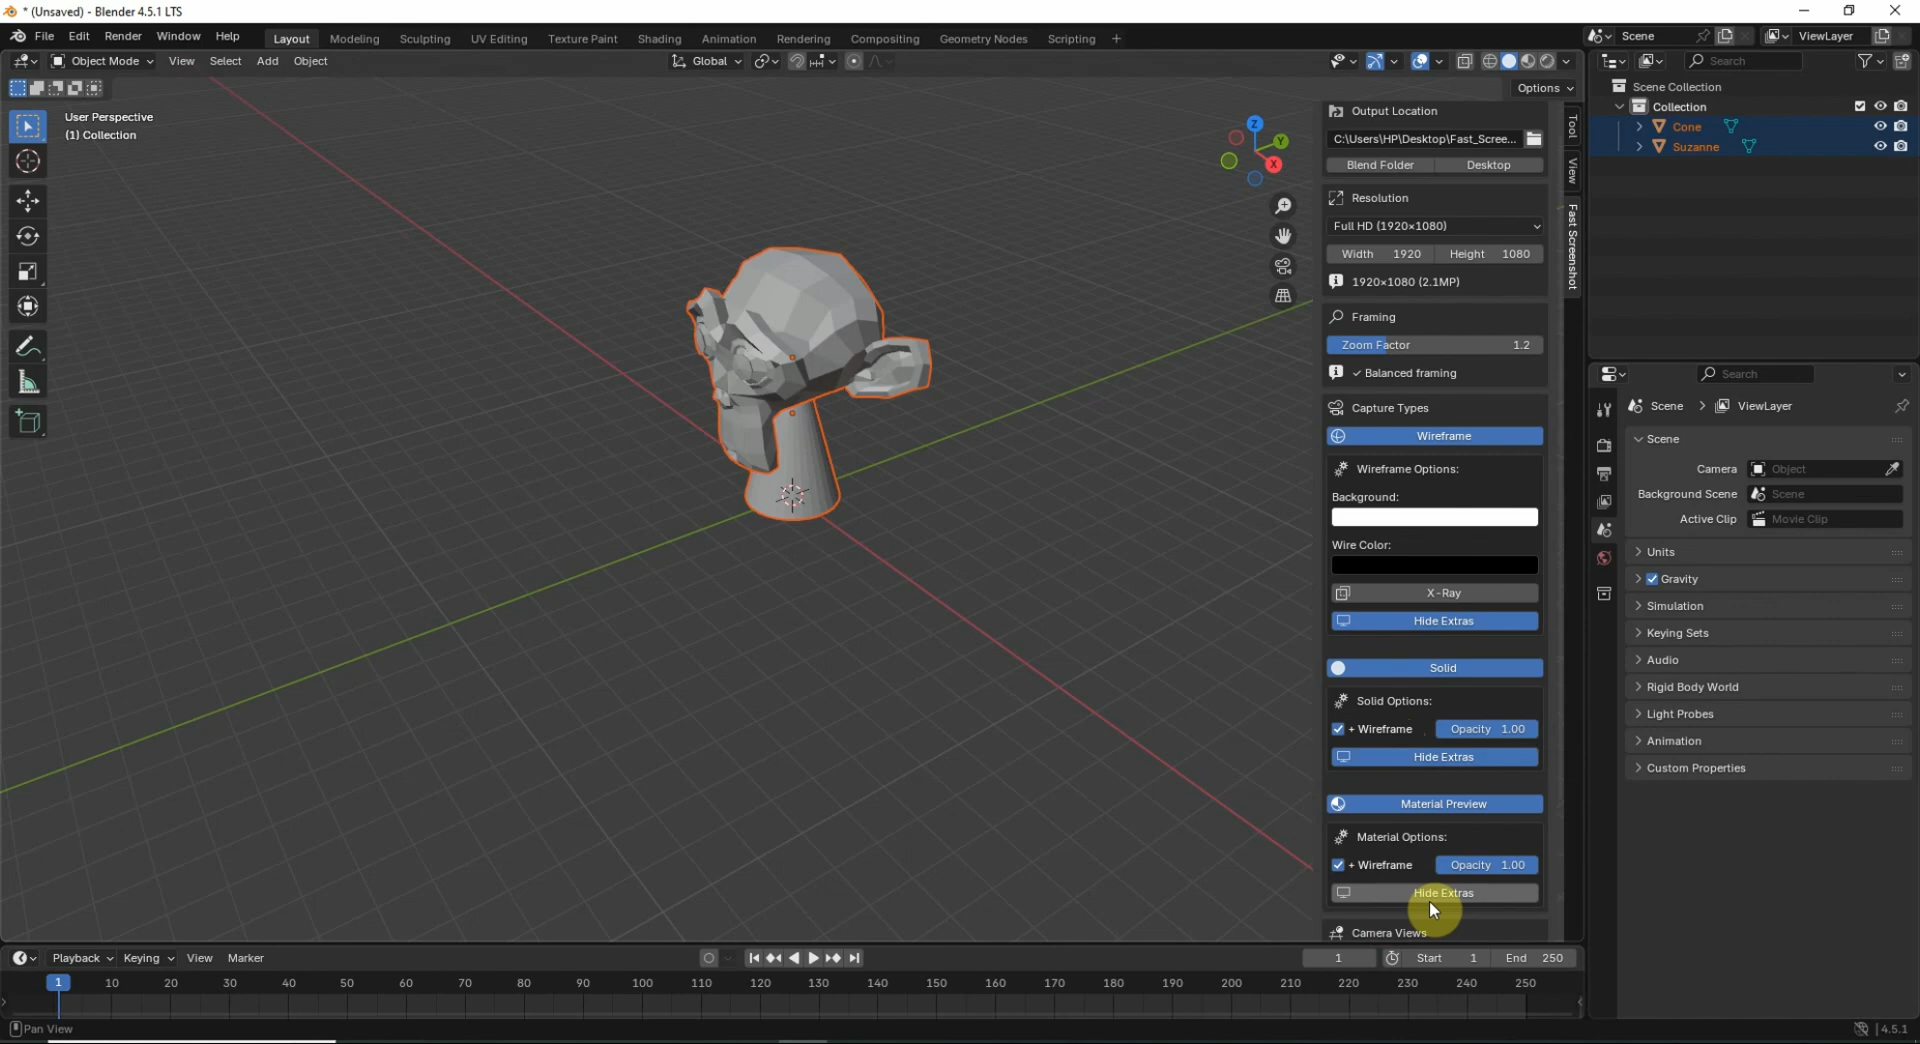 * (Unsaved) - Blender 4.5.1 LTS
File Edit Render Window Help Layout Modeling Sculpting UV Editing Texture Paint Shading Animation Rendering Compositing Geometry Nodes Scripting + Scene ViewLayer
Object Mode View Select Add Object Global Search
Options
User Perspective
(1) Collection
Z
Y
X
Output Location
C:\Users\HP\Desktop\Fast_Scree...
Blend Folder Desktop
Resolution
Full HD (1920×1080)
Width 1920 Height 1080
1920×1080 (2.1MP)
Framing
Zoom Factor 1.2
✓ Balanced framing
Capture Types
Wireframe
Wireframe Options:
Background:
Wire Color:
X-Ray
Hide Extras
Solid
Solid Options:
+ Wireframe Opacity 1.00
Hide Extras
Material Preview
Material Options:
+ Wireframe Opacity 1.00
Hide Extras
Camera Views
Tool
View
Fast Screenshot
Scene Collection
Collection
Cone
Suzanne
Search
Scene > ViewLayer
Scene
Camera Object
Background Scene Scene
Active Clip Movie Clip
Units
Gravity
Simulation
Keying Sets
Audio
Rigid Body World
Light Probes
Animation
Custom Properties
Playback Keying View Marker 1 Start 1 End 250
1 10 20 30 40 50 60 70 80 90 100 110 120 130 140 150 160 170 180 190 200 210 220 230 240 250
Pan View 4.5.1